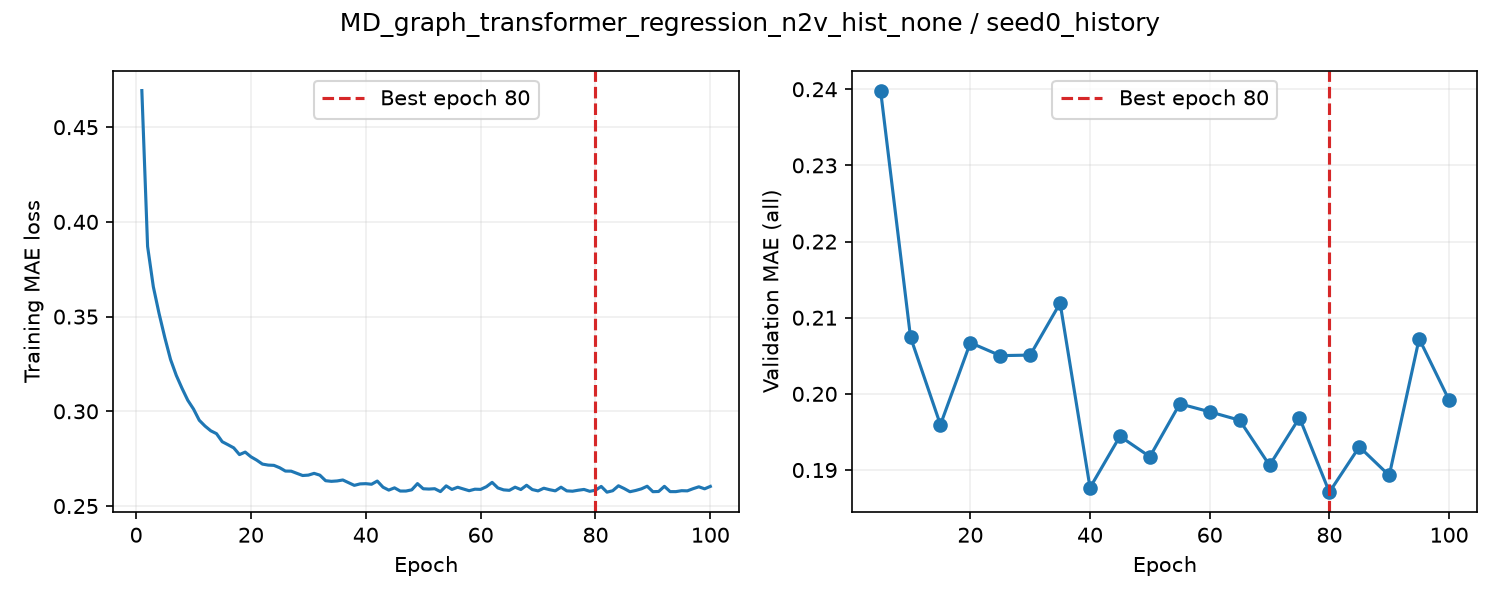 MD_graph_transformer_regression_n2v_hist_none / seed0_history
Best epoch 80
0.45
0.40
0.35
0.30
0.25
Training MAE loss
0 20 40 60 80 100
Epoch
Best epoch 80
0.24
0.23
0.22
0.21
0.20
0.19
Validation MAE (all)
20 40 60 80 100
Epoch